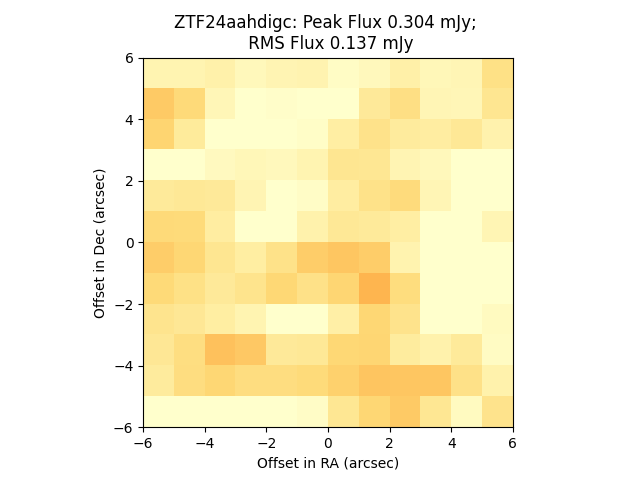 ZTF24aahdigc: Peak Flux 0.304 mJy;
RMS Flux 0.137 mJy
6
4
2
0
−2
−4
−6
Offset in Dec (arcsec)
−6 −4 −2 0 2 4 6
Offset in RA (arcsec)